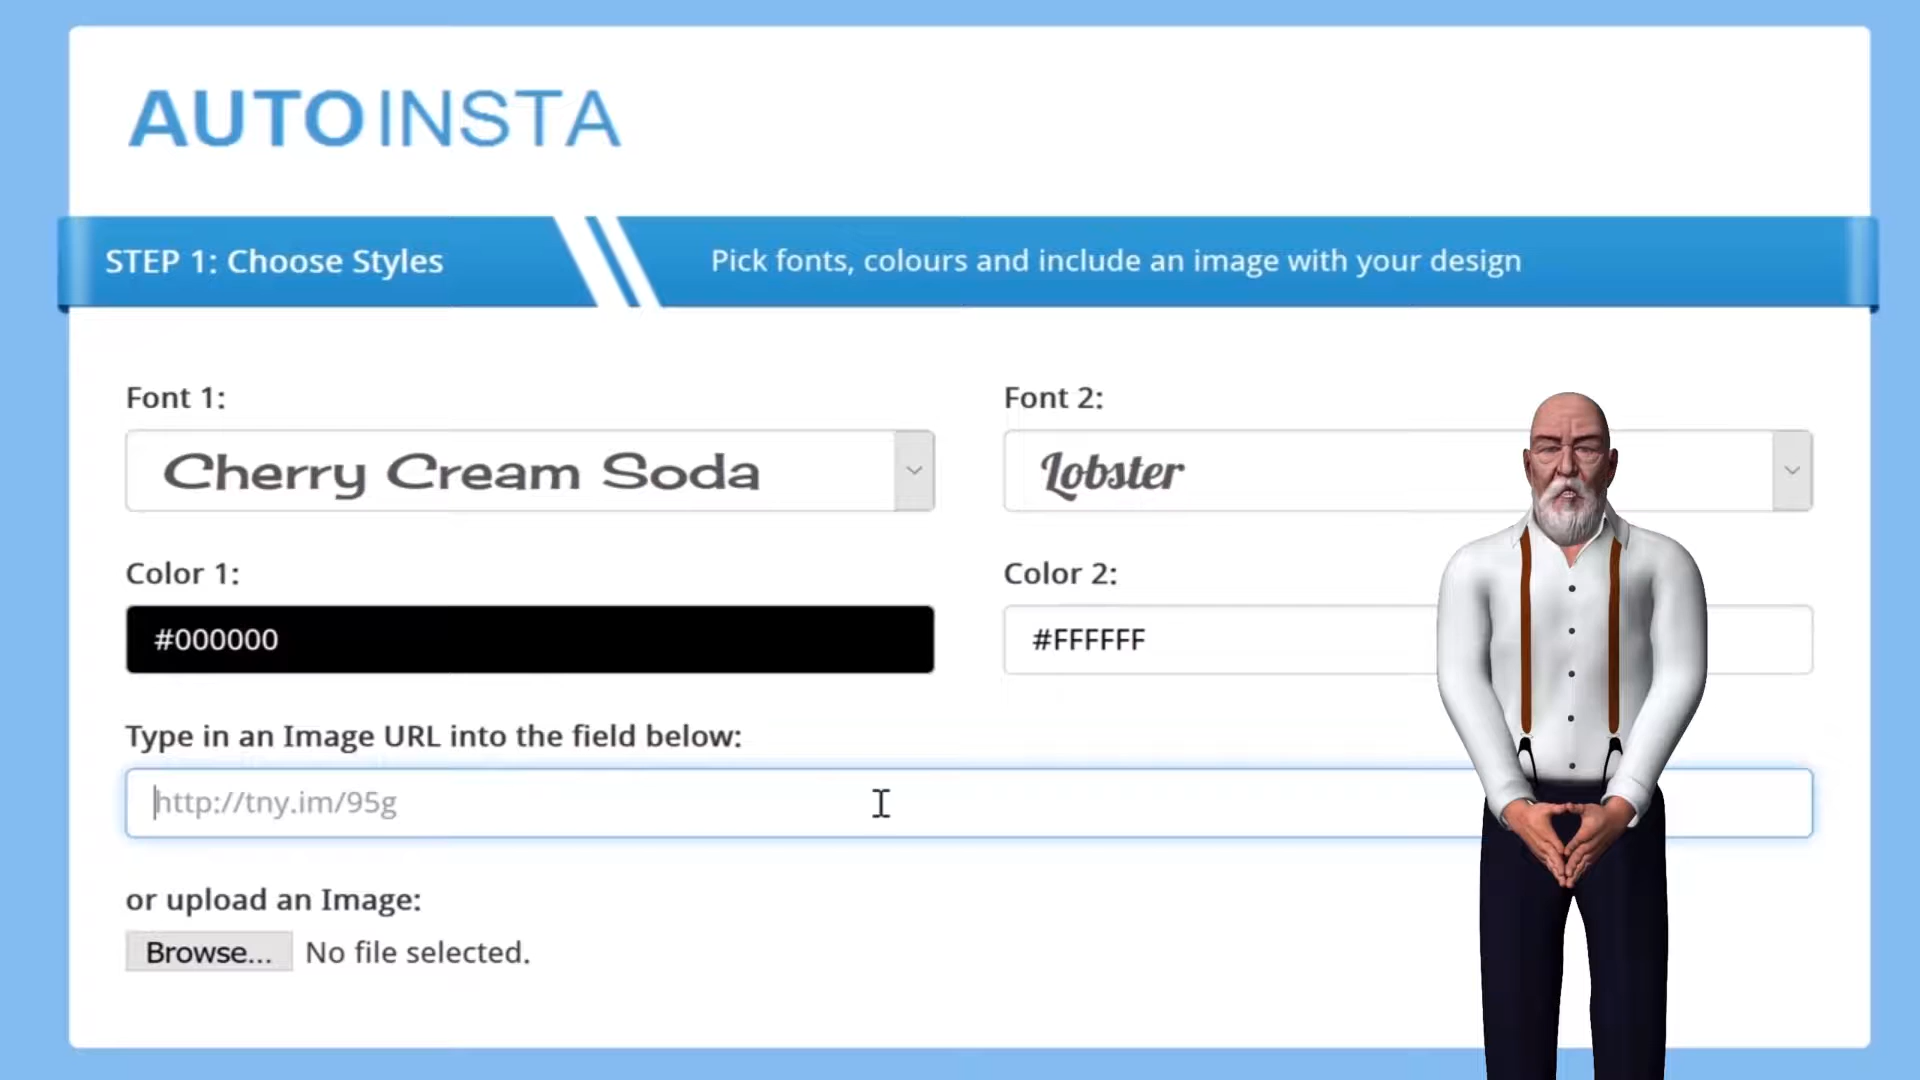 AUTOINSTA
STEP 1: Choose Styles
Pick fonts, colours and include an image with your design
Font 1:
Font 2:
Cherry Cream Soda
Lobster
Color 1:
Color 2:
#000000
#FFFFFF
Type in an Image URL into the field below:
http://tny.im/95g
or upload an Image:
Browse... No file selected.